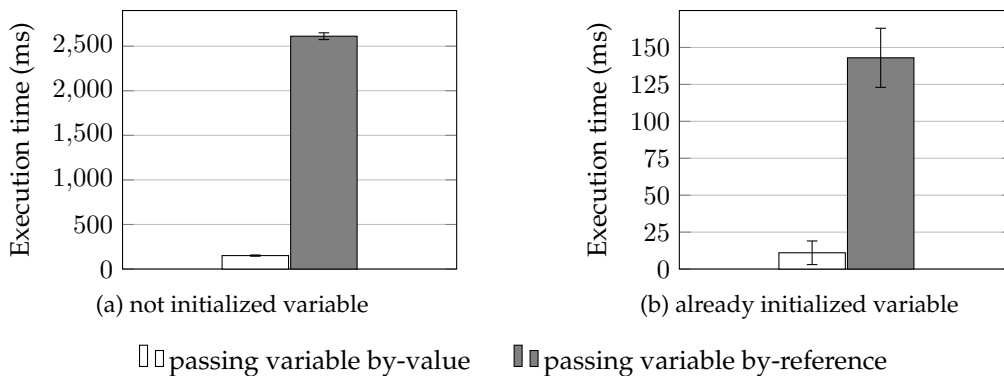 Execution time (ms)
2,500
2,000
1,500
1,000
500
0
(a) not initialized variable
Execution time (ms)
150
125
100
75
50
25
0
(b) already initialized variable
passing variable by-value passing variable by-reference